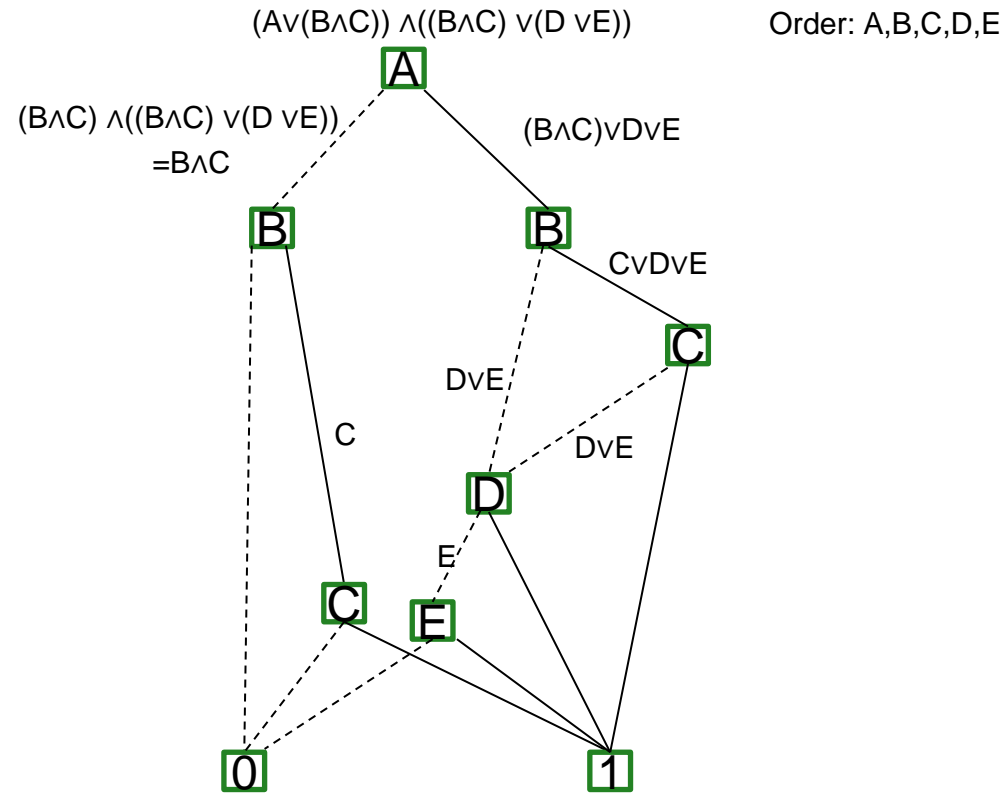 (A∨(B∧C)) ∧((B∧C) ∨(D ∨E))
Order: A,B,C,D,E
A
(B∧C) ∧((B∧C) ∨(D ∨E))
=B∧C
(B∧C)∨D∨E
B
B
C∨D∨E
C
D∨E
C
D∨E
D
E
C
E
0
1